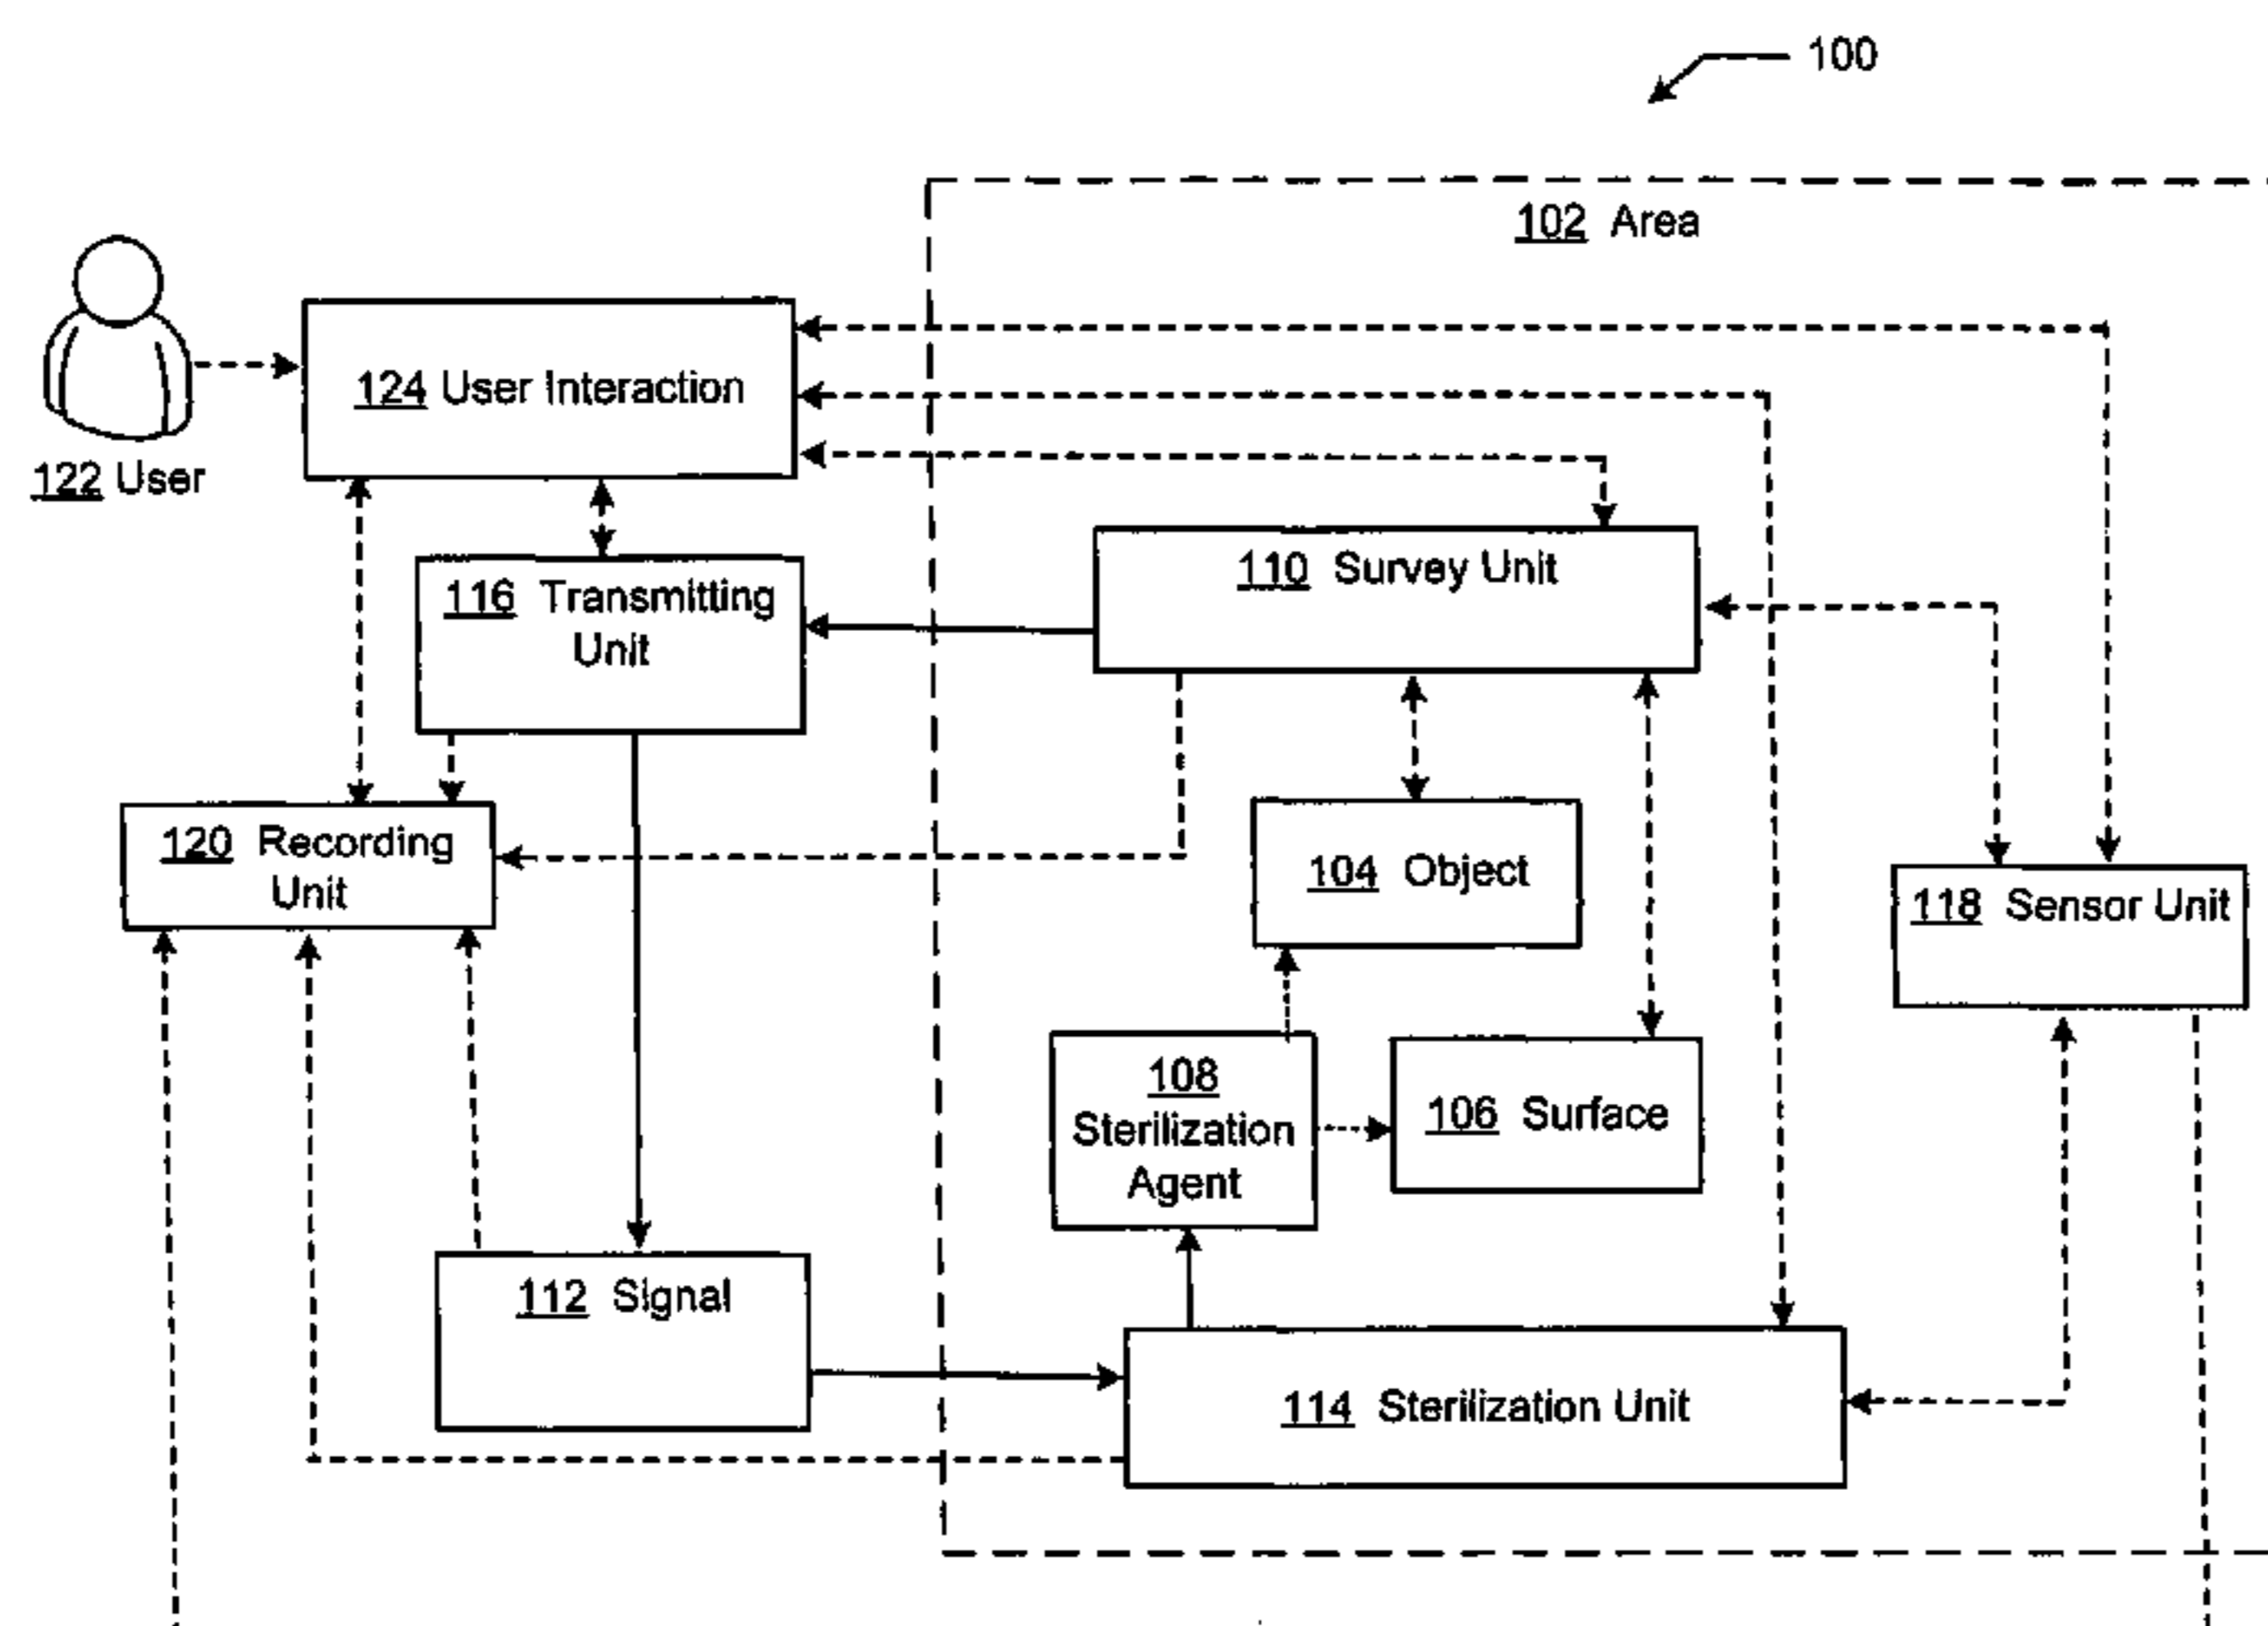 100
102 Area
124 User Interaction
122 User
116 Transmitting
Unit
110 Survey Unit
120 Recording
Unit
104 Object
118 Sensor Unit
108
Sterilization
Agent
106 Surface
112 Signal
114 Sterilization Unit